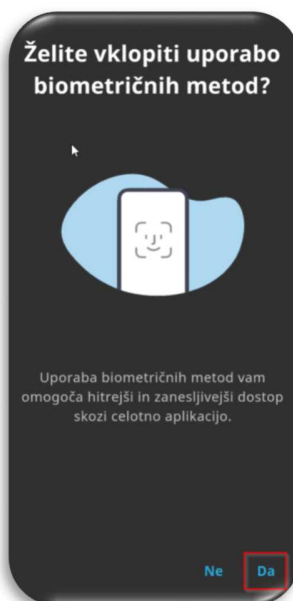 Želite vklopiti uporabo
biometričnih metod?
Uporaba biometričnih metod vam
omogoča hitrejši in zanesljivejši dostop
skozi celotno aplikacijo.
Ne Da